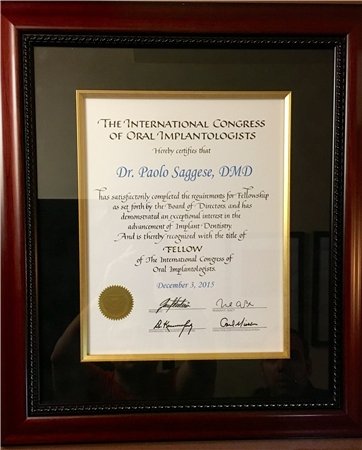 THE INTERNATIONAL CONGRESS
OF ORAL IMPLANTOLOGISTS
Hereby certifies that
Dr. Paolo Saggese, DMD
has satisfactorily completed the requirements for Fellowship
as set forth by the Board of Directors and has
demonstrated an exceptional interest in the
advancement of Implant Dentistry.
And is thereby recognized with the title of
FELLOW
of The International Congress of
Oral Implantologists.
December 3, 2015